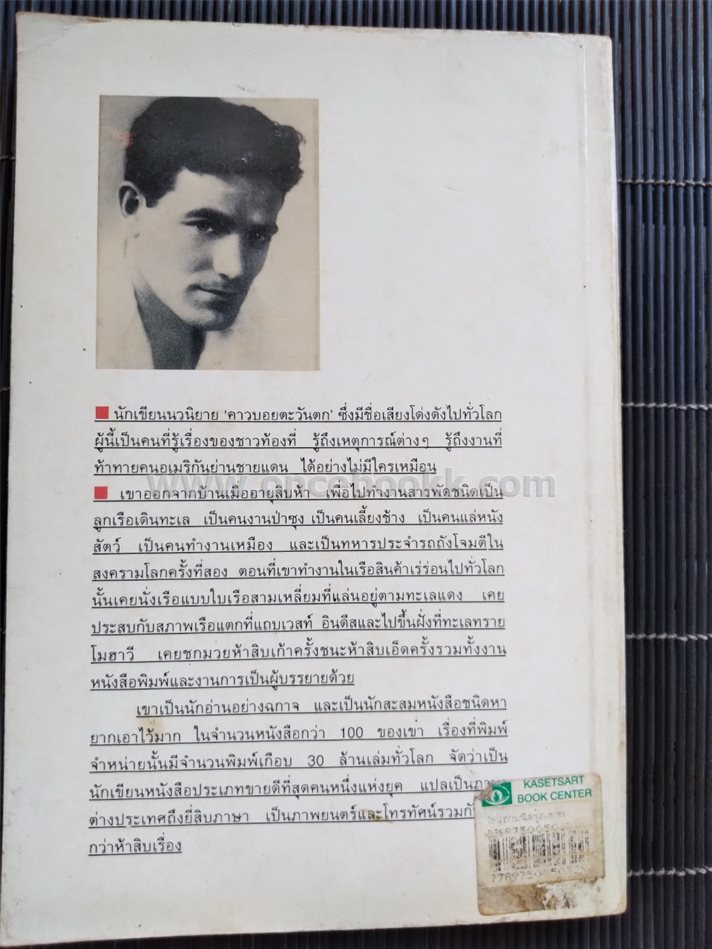 ■ นักเขียนนวนิยาย 'คาวบอยตะวันตก' ซึ่งมีชื่อเสียงโด่งดังไปทั่วโลก
ผู้นี้เป็นคนที่รู้เรื่องของชาวท้องที่ รู้ถึงเหตุการณ์ต่างๆ รู้ถึงงานที่
ท้าทายคนอเมริกันย่านชายแดน ได้อย่างไม่มีใครเหมือน
www.oncebookk.com
■ เขาออกจากบ้านเมื่ออายุสิบห้า เพื่อไปทำงานสารพัดชนิดเป็น
ลูกเรือเดินทะเล เป็นคนงานป่าซุง เป็นคนเลี้ยงช้าง เป็นคนแล่หนัง
สัตว์ เป็นคนทำงานเหมือง และเป็นทหารประจำรถถังโจมตีใน
สงครามโลกครั้งที่สอง ตอนที่เขาทำงานในเรือสินค้าเร่ร่อนไปทั่วโลก
นั้นเคยนั่งเรือแบบใบเรือสามเหลี่ยมที่แล่นอยู่ตามทะเลแดง เคย
ประสบกับสภาพเรือแตกที่แถบเวสท์ อินดีสและไปขึ้นฝั่งที่ทะเลทราย
โมฮาวี เคยชกมวยห้าสิบเก้าครั้งชนะห้าสิบเอ็ดครั้งรวมทั้งงาน
หนังสือพิมพ์และงานการเป็นผู้บรรยายด้วย
เขาเป็นนักอ่านอย่างฉกาจ และเป็นนักสะสมหนังสือชนิดหา
ยากเอาไว้มาก ในจำนวนหนังสือกว่า 100 ของเขา เรื่องที่พิมพ์
จำหน่ายนั้นมีจำนวนพิมพ์เกือบ 30 ล้านเล่มทั่วโลก จัดว่าเป็น
นักเขียนหนังสือประเภทขายดีที่สุดคนหนึ่งแห่งยุค แปลเป็นภาษา
ต่างประเทศถึงยี่สิบภาษา เป็นภาพยนตร์และโทรทัศน์รวม
กว่าห้าสิบเรื่อง
KASETSART
BOOK CENTER